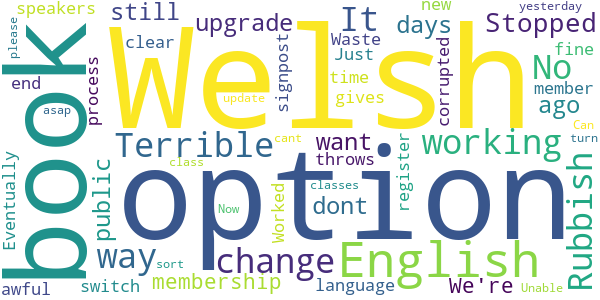 speakers
still
clear
upgrade
It
Waste
Just
time
gives
days
new
yesterday
Stopped
fine
please
book
Welsh
end
asap
process
signpost
corrupted
No
member
ago
update
cant
Can
turn
Terrible
class
want
throws
working
Eventually
public
option
classes
dont
Worked
Now
register
Rubbish
way
sort
change
English
awful
switch
membership
language
We're
Unable